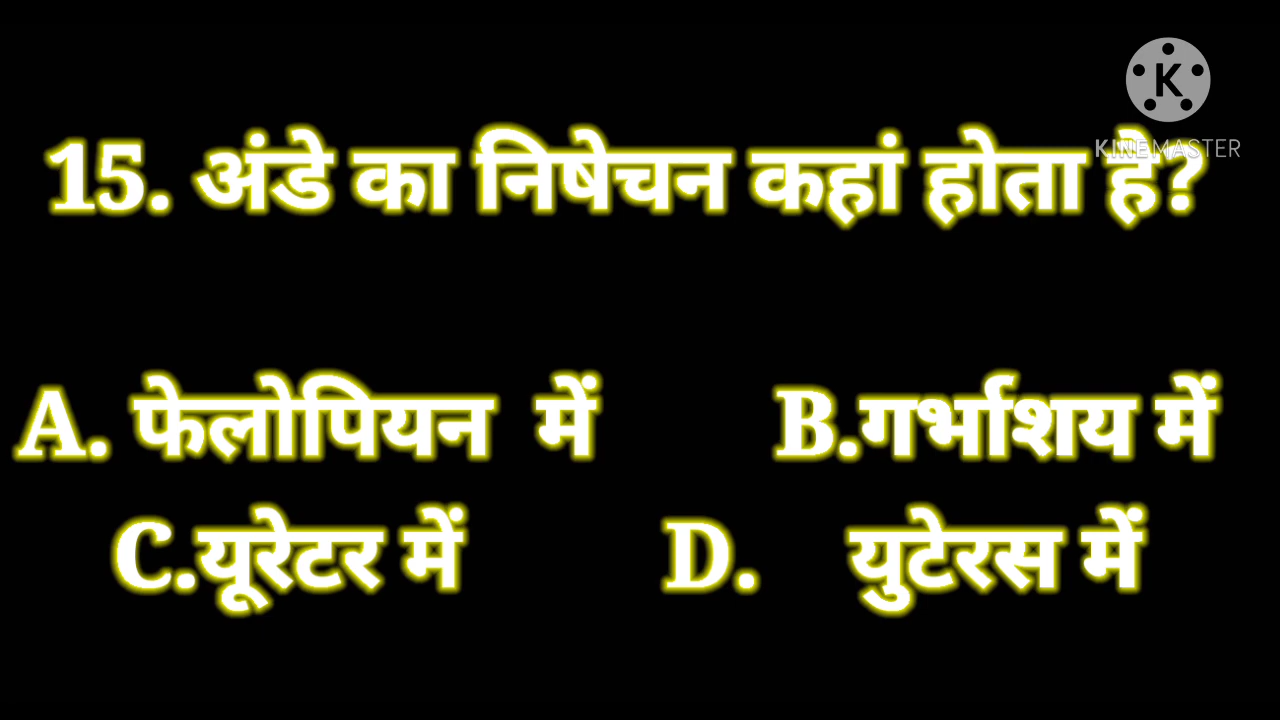 K
KINEMASTER
15. अंडे का निषेचन कहां होता हे?
A. फेलोपियन में B.गर्भाशय में
C.यूरेटर में D. युटेरस में